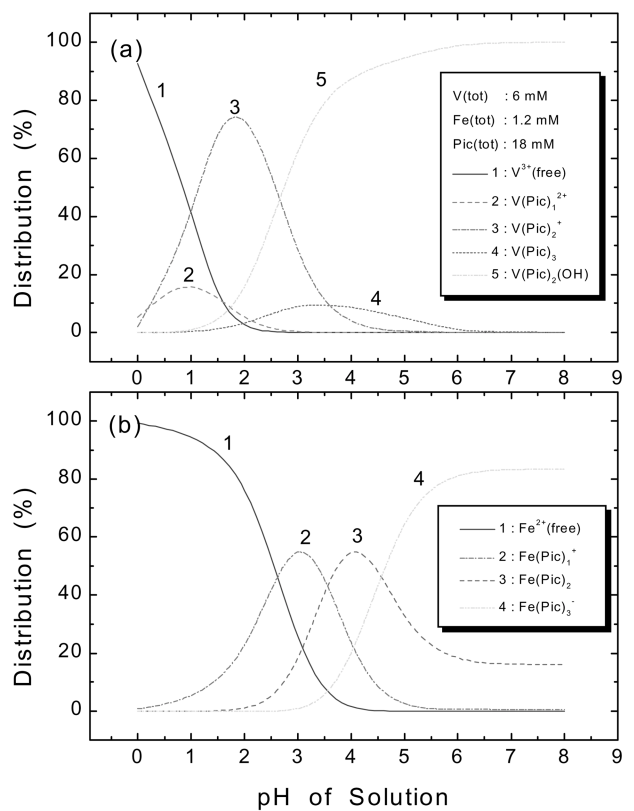 (a)
100
80
60
40
20
0
Distribution (%)
1
2
3
4
5
V(tot) : 6 mM
Fe(tot) : 1.2 mM
Pic(tot) : 18 mM
1 : V³⁺(free)
2 : V(Pic)₁²⁺
3 : V(Pic)₂⁺
4 : V(Pic)₃
5 : V(Pic)₂(OH)
0 1 2 3 4 5 6 7 8 9
(b)
100
80
60
40
20
0
Distribution (%)
1
2
3
4
1 : Fe²⁺(free)
2 : Fe(Pic)₁⁺
3 : Fe(Pic)₂
4 : Fe(Pic)₃⁻
0 1 2 3 4 5 6 7 8 9
pH of Solution